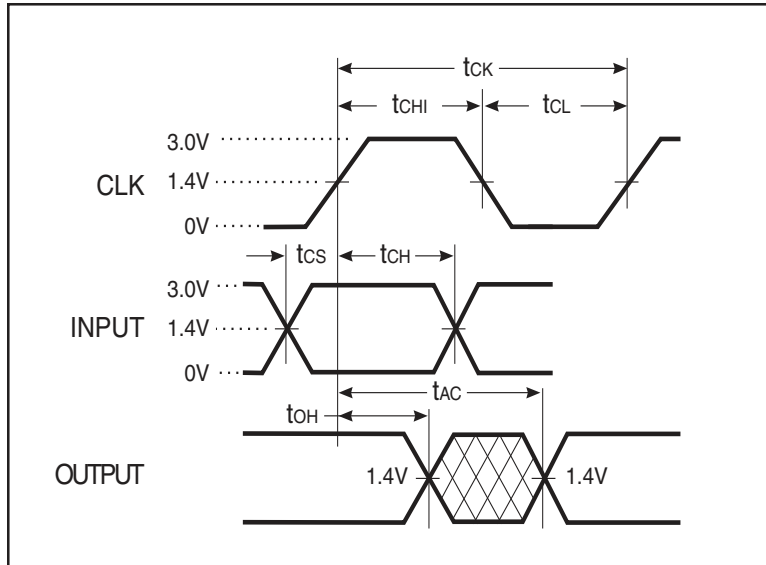 tCK
tCHI tCL
3.0V
CLK 1.4V
0V
tCS tCH
3.0V
INPUT 1.4V
0V
tAC
tOH
OUTPUT 1.4V 1.4V